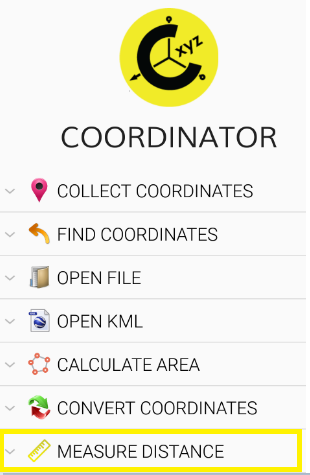 xyz
COORDINATOR
COLLECT COORDINATES
FIND COORDINATES
OPEN FILE
OPEN KML
CALCULATE AREA
CONVERT COORDINATES
MEASURE DISTANCE